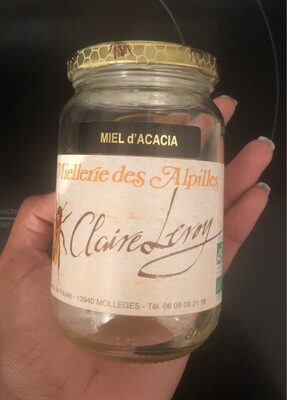 MIEL d'ACACIA
Miellerie des Alpilles
Claire Leroy
13940 MOLLEGES - Tél. 06 09 09 21 18